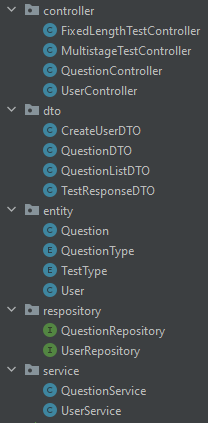 controller
FixedLengthTestController
MultistageTestController
QuestionController
UserController
dto
CreateUserDTO
QuestionDTO
QuestionListDTO
TestResponseDTO
entity
Question
QuestionType
TestType
User
respository
QuestionRepository
UserRepository
service
QuestionService
UserService